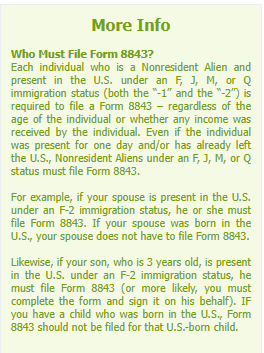 More Info
Who Must File Form 8843?
Each individual who is a Nonresident Alien and
present in the U.S. under an F, J, M, or Q
immigration status (both the “-1” and the “-2”) is
required to file a Form 8843 – regardless of the
age of the individual or whether any income was
received by the individual. Even if the individual
was present for one day and/or has already left
the U.S., Nonresident Aliens under an F, J, M, or Q
status must file Form 8843.
For example, if your spouse is present in the U.S.
under an F-2 immigration status, he or she must
file Form 8843. If your spouse was born in the
U.S., your spouse does not have to file Form 8843.
Likewise, if your son, who is 3 years old, is present
in the U.S. under an F-2 immigration status, he
must file Form 8843 (or more likely, you must
complete the form and sign it on his behalf). IF
you have a child who was born in the U.S., Form
8843 should not be filed for that U.S.-born child.